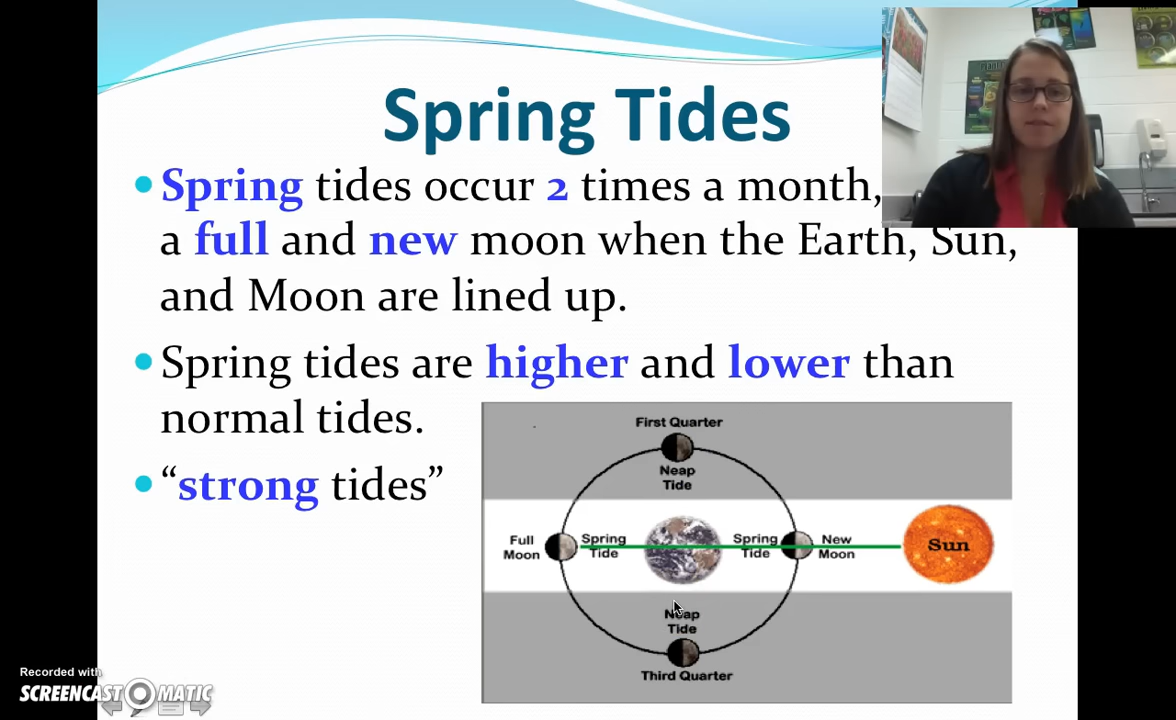 Spring Tides
Spring tides occur 2 times a month,
a full and new moon when the Earth, Sun,
and Moon are lined up.
Spring tides are higher and lower than
normal tides.
“strong tides”
First Quarter
Neap
Tide
Full
Moon
Spring
Tide
Spring
Tide
New
Moon
Sun
Neap
Tide
Third Quarter
Recorded with
SCREENCAST MATIC